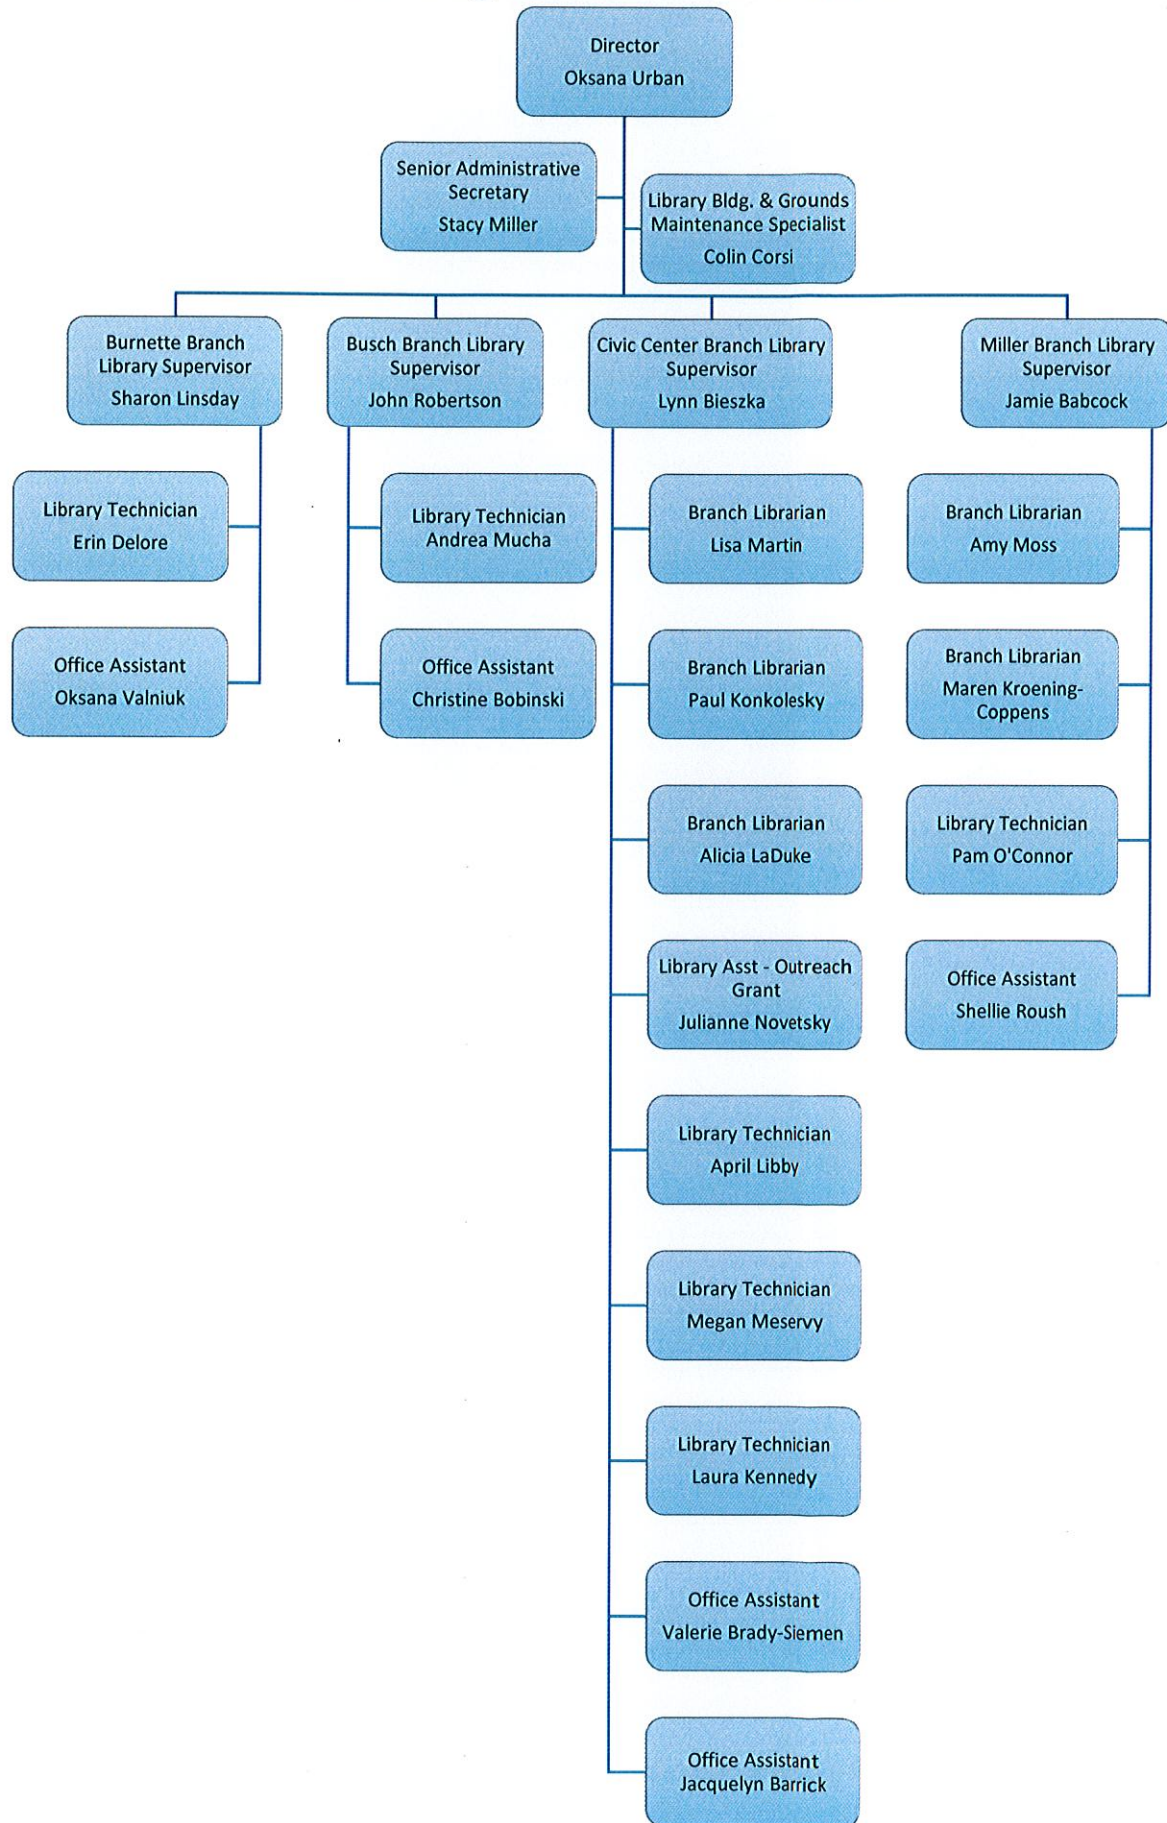 Director
Oksana Urban
Senior Administrative
Secretary
Stacy Miller
Library Bldg. & Grounds
Maintenance Specialist
Colin Corsi
Burnette Branch
Library Supervisor
Sharon Linsday
Busch Branch Library
Supervisor
John Robertson
Civic Center Branch Library
Supervisor
Lynn Bieszka
Miller Branch Library
Supervisor
Jamie Babcock
Library Technician
Erin Delore
Office Assistant
Oksana Valniuk
Library Technician
Andrea Mucha
Office Assistant
Christine Bobinski
Branch Librarian
Lisa Martin
Branch Librarian
Paul Konkolesky
Branch Librarian
Alicia LaDuke
Library Asst - Outreach
Grant
Julianne Novetsky
Library Technician
April Libby
Library Technician
Megan Meservy
Library Technician
Laura Kennedy
Office Assistant
Valerie Brady-Siemen
Office Assistant
Jacquelyn Barrick
Branch Librarian
Amy Moss
Branch Librarian
Maren Kroening-
Coppens
Library Technician
Pam O'Connor
Office Assistant
Shellie Roush